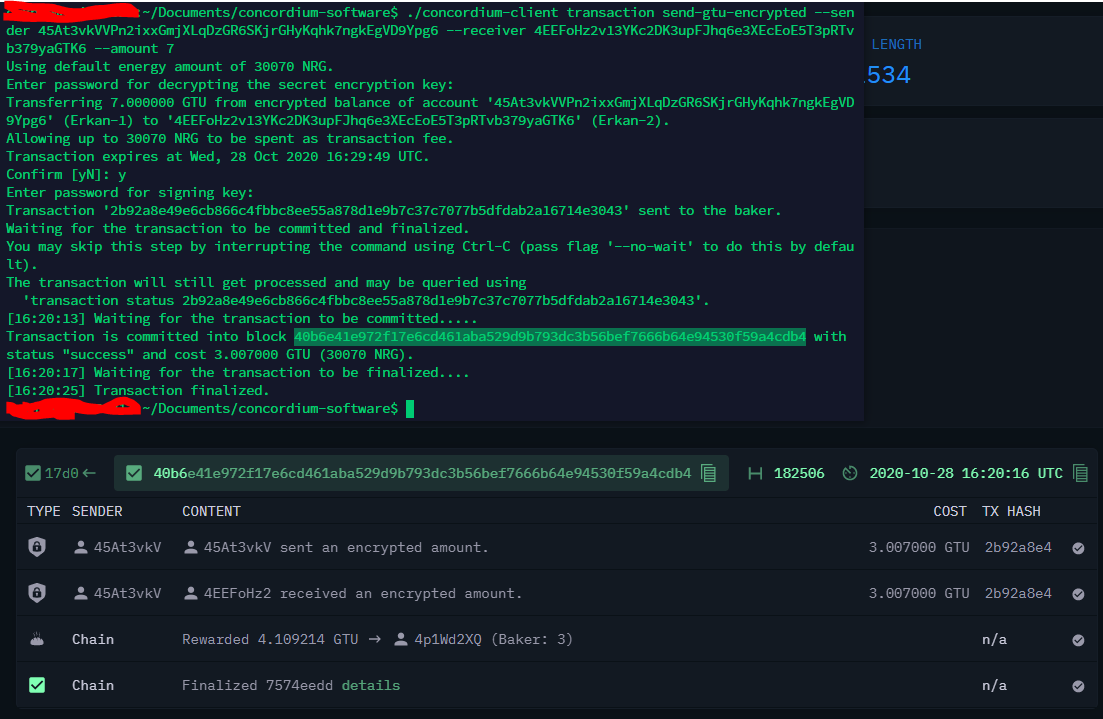 ~/Documents/concordium-software$ ./concordium-client transaction send-gtu-encrypted --sen
der 45At3vkVVPn2ixxGmjXLqDzGR6SKjrGHyKqhk7ngkEgVD9Ypg6 --receiver 4EEFoHz2v13YKc2DK3upFJhq6e3XEcEoE5T3pRTv
b379yaGTK6 --amount 7
Using default energy amount of 30070 NRG.
Enter password for decrypting the secret encryption key:
Transferring 7.000000 GTU from encrypted balance of account '45At3vkVVPn2ixxGmjXLqDzGR6SKjrGHyKqhk7ngkEgVD
9Ypg6' (Erkan-1) to '4EEFoHz2v13YKc2DK3upFJhq6e3XEcEoE5T3pRTvb379yaGTK6' (Erkan-2).
Allowing up to 30070 NRG to be spent as transaction fee.
Transaction expires at Wed, 28 Oct 2020 16:29:49 UTC.
Confirm [yN]: y
Enter password for signing key:
Transaction '2b92a8e49e6cb866c4fbbc8ee55a878d1e9b7c37c7077b5dfdab2a16714e3043' sent to the baker.
Waiting for the transaction to be committed and finalized.
You may skip this step by interrupting the command using Ctrl-C (pass flag '--no-wait' to do this by defau
lt).
The transaction will still get processed and may be queried using
'transaction status 2b92a8e49e6cb866c4fbbc8ee55a878d1e9b7c37c7077b5dfdab2a16714e3043'.
[16:20:13] Waiting for the transaction to be committed.....
Transaction is committed into block 40b6e41e972f17e6cd461aba529d9b793dc3b56bef7666b64e94530f59a4cdb4 with
status "success" and cost 3.007000 GTU (30070 NRG).
[16:20:17] Waiting for the transaction to be finalized....
[16:20:25] Transaction finalized.
~/Documents/concordium-software$
LENGTH
534
17d0 ← 40b6e41e972f17e6cd461aba529d9b793dc3b56bef7666b64e94530f59a4cdb4 182506 2020-10-28 16:20:16 UTC
TYPE SENDER CONTENT COST TX HASH
45At3vkV 45At3vkV sent an encrypted amount. 3.007000 GTU 2b92a8e4
45At3vkV 4EEFoHz2 received an encrypted amount. 3.007000 GTU 2b92a8e4
Chain Rewarded 4.109214 GTU → 4p1Wd2XQ (Baker: 3) n/a
Chain Finalized 7574eedd details n/a